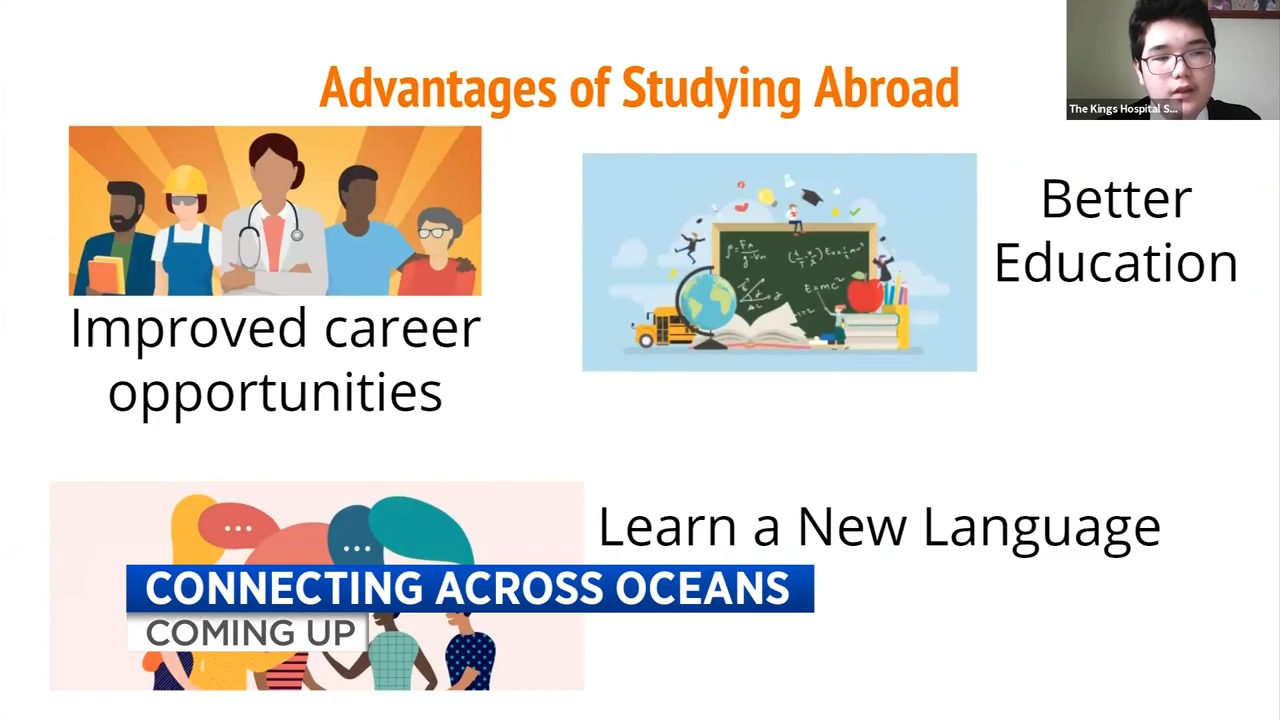 Advantages of Studying Abroad
The Kings Hospital S...
Better
Education
Improved career
opportunities
E=mc²
Learn a New Language
CONNECTING ACROSS OCEANS
COMING UP